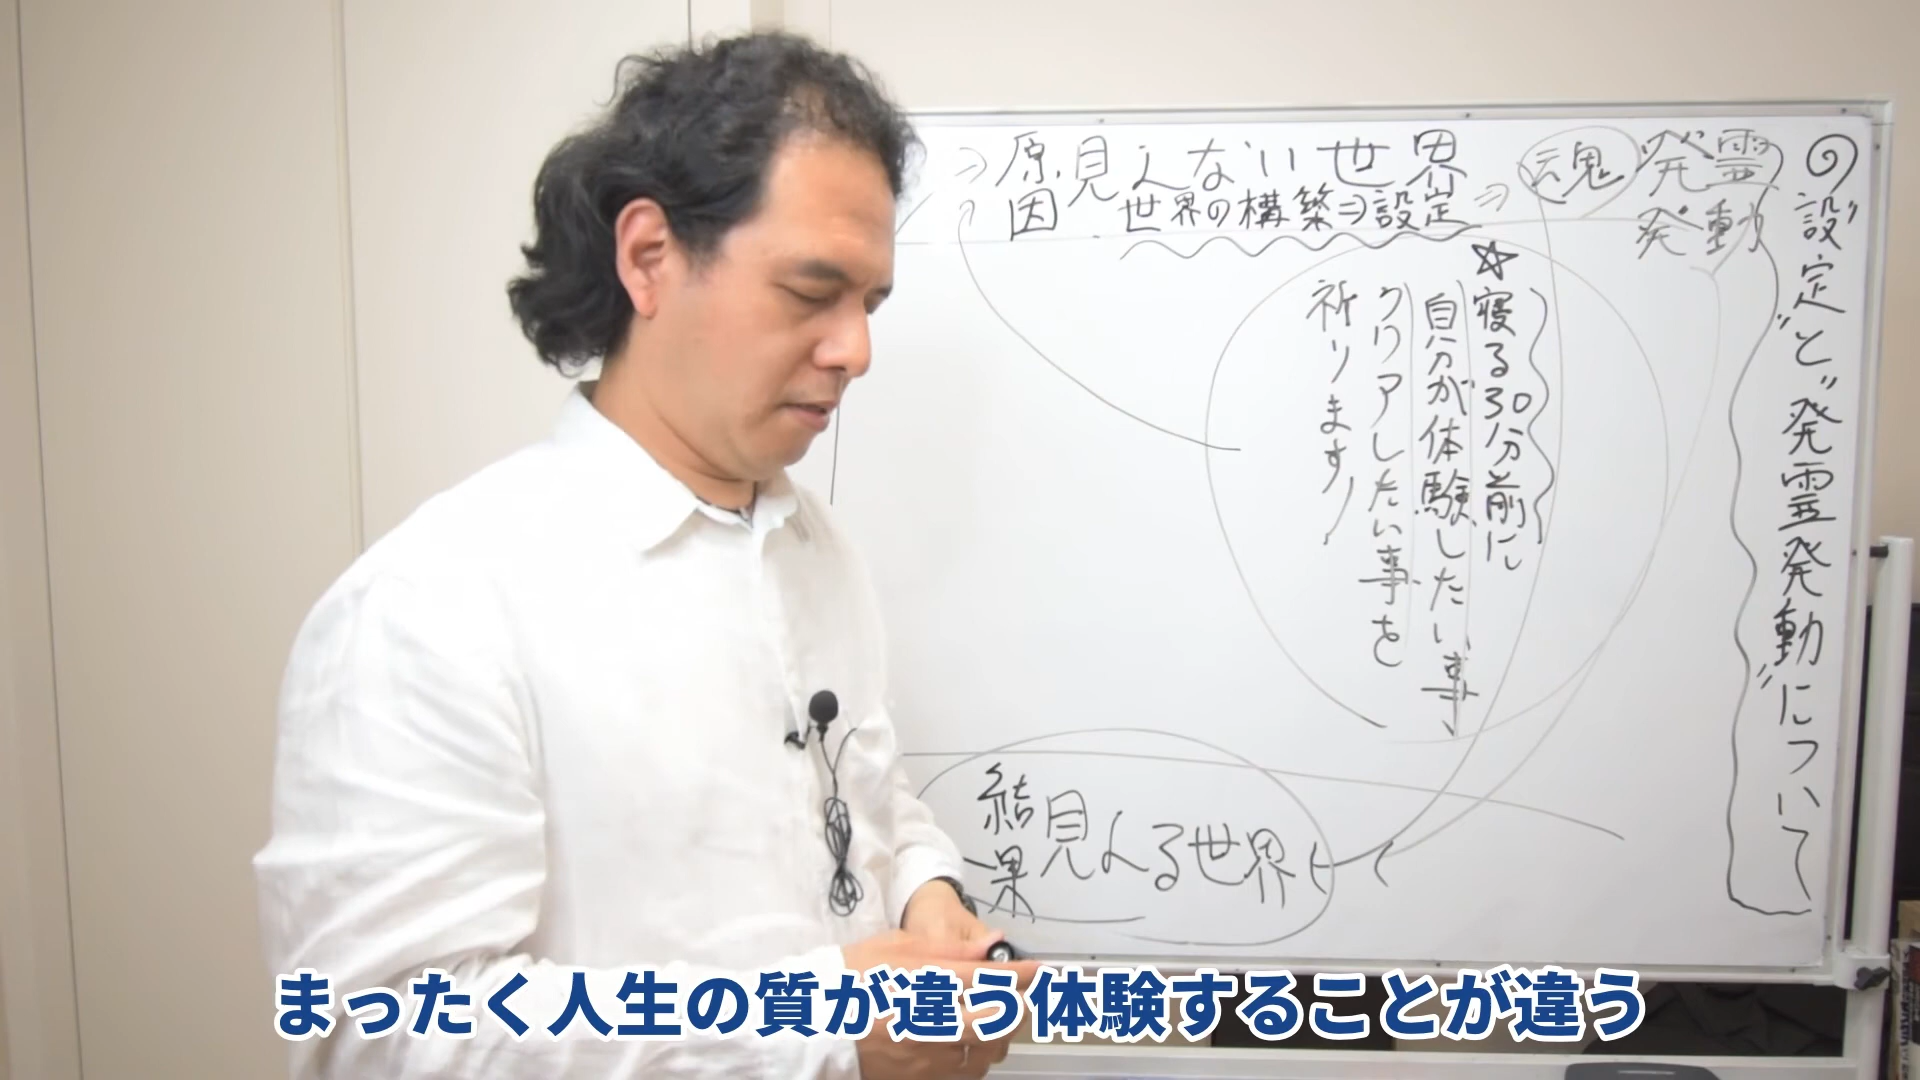 "設定"と"発霊発動"について
発霊
発動
魂
原因
見えない世界
世界の構築⇒設定
☆寝る30分前に
自分が体験したい事、
クリアしたい事を
祈ります!
結果
見える世界
まったく人生の質が違う体験することが違う